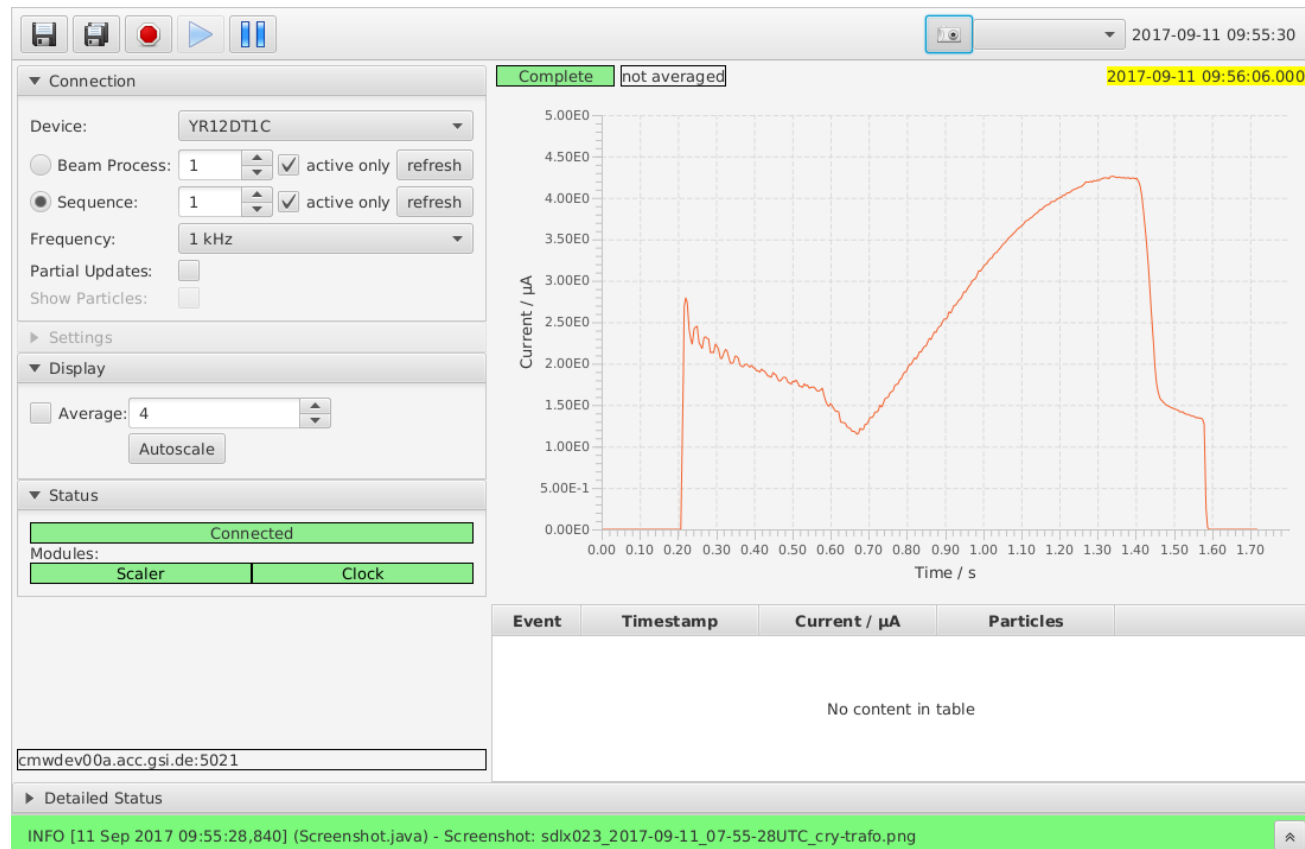 2017-09-11 09:55:30
Connection
Device: YR12DT1C
Beam Process: 1 active only refresh
Sequence: 1 active only refresh
Frequency: 1 kHz
Partial Updates:
Show Particles:
Settings
Display
Average: 4
Autoscale
Status
Connected
Modules:
Scaler Clock
cmwdev00a.acc.gsi.de:5021
Complete not averaged 2017-09-11 09:56:06.000
5.00E0
4.50E0
4.00E0
3.50E0
3.00E0
2.50E0
2.00E0
1.50E0
1.00E0
5.00E-1
0.00E0
Current / µA
0.00 0.10 0.20 0.30 0.40 0.50 0.60 0.70 0.80 0.90 1.00 1.10 1.20 1.30 1.40 1.50 1.60 1.70
Time / s
Event Timestamp Current / µA Particles
No content in table
Detailed Status
INFO [11 Sep 2017 09:55:28,840] (Screenshot.java) - Screenshot: sdlx023_2017-09-11_07-55-28UTC_cry-trafo.png